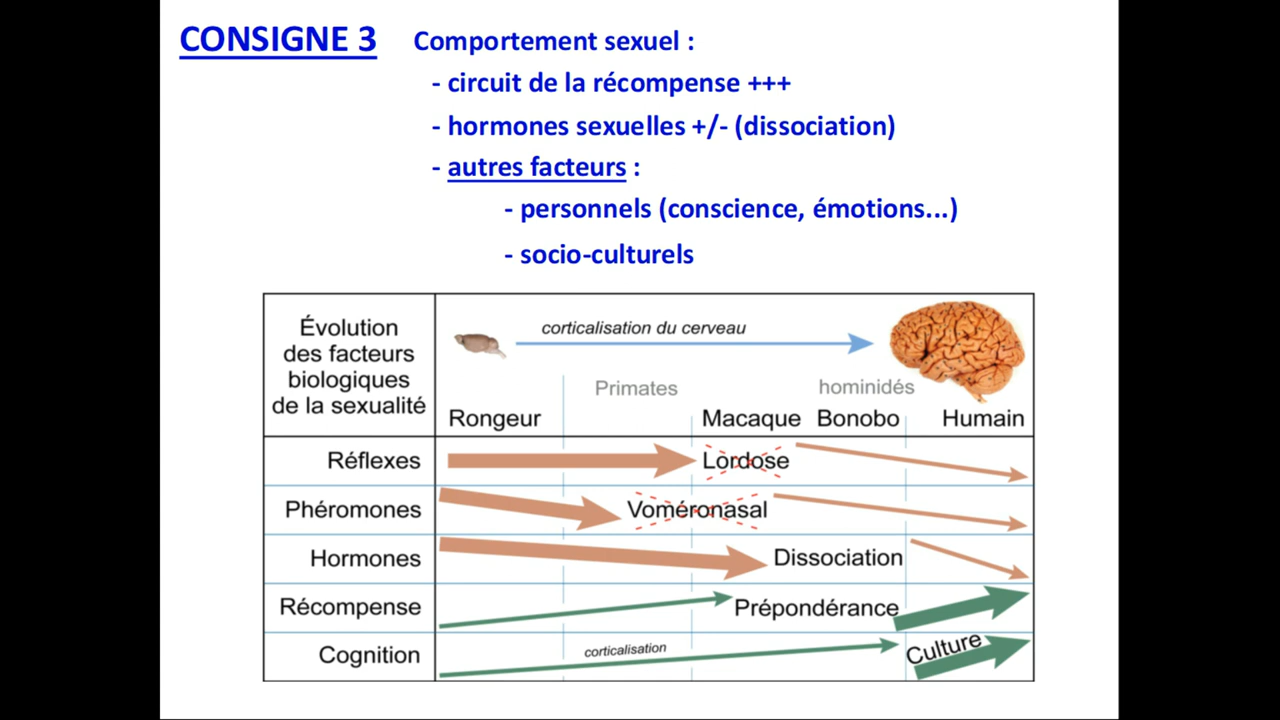 CONSIGNE 3 Comportement sexuel :
- circuit de la récompense +++
- hormones sexuelles +/- (dissociation)
- autres facteurs :
- personnels (conscience, émotions...)
- socio-culturels
Évolution
des facteurs
biologiques
de la sexualité
corticalisation du cerveau
Primates
hominidés
Rongeur
Macaque
Bonobo
Humain
Réflexes
Lordose
Phéromones
Voméronasal
Hormones
Dissociation
Récompense
Prépondérance
Cognition
corticalisation
Culture